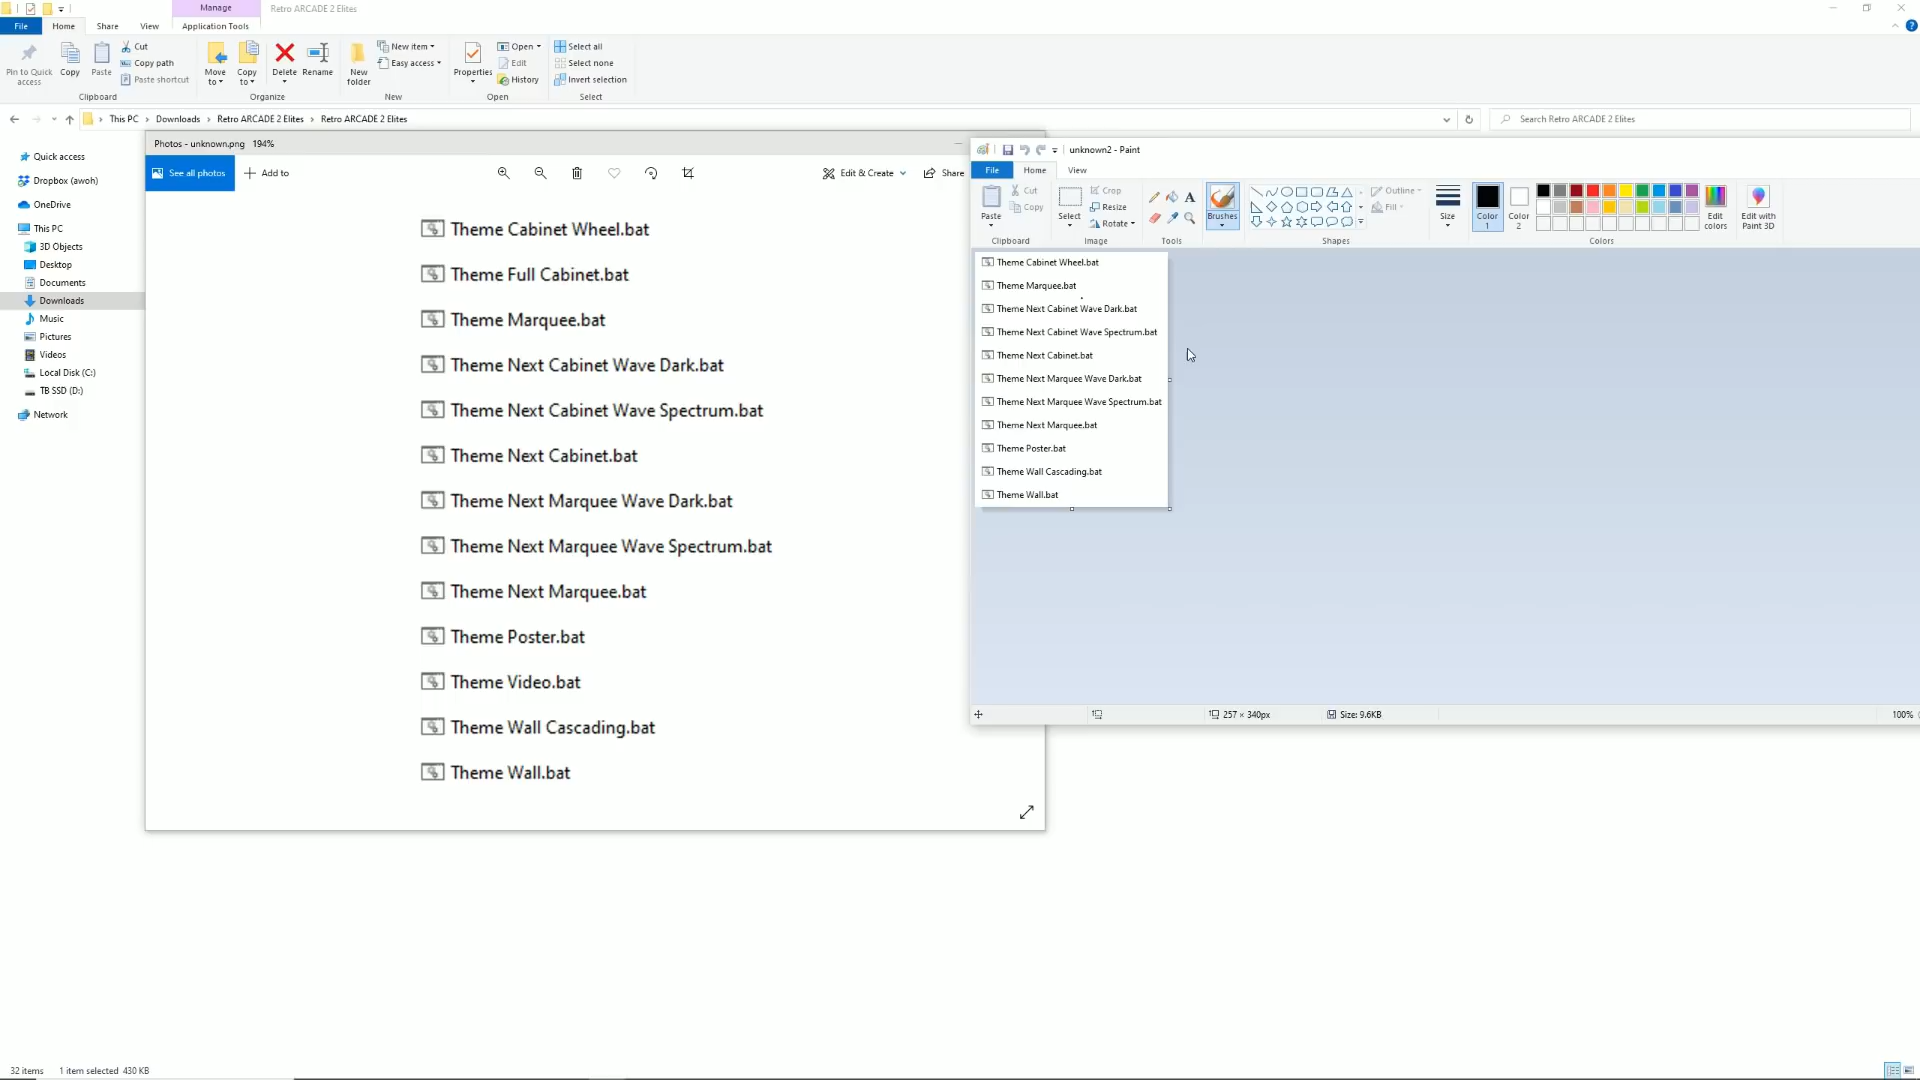 Manage
Retro ARCADE 2 Elites
File
Home
Share
View
Application Tools
Pin to Quick access
Copy
Paste
Cut
Copy path
Paste shortcut
Clipboard
Move to
Copy to
Delete
Rename
Organize
New folder
New item
Easy access
New
Properties
Open
Edit
History
Open
Select all
Select none
Invert selection
Select
This PC > Downloads > Retro ARCADE 2 Elites > Retro ARCADE 2 Elites
Search Retro ARCADE 2 Elites
Quick access
Dropbox (awoh)
OneDrive
This PC
3D Objects
Desktop
Documents
Downloads
Music
Pictures
Videos
Local Disk (C:)
TB SSD (D:)
Network
Photos - unknown.png 194%
See all photos
Add to
Edit & Create
Share
Theme Cabinet Wheel.bat
Theme Full Cabinet.bat
Theme Marquee.bat
Theme Next Cabinet Wave Dark.bat
Theme Next Cabinet Wave Spectrum.bat
Theme Next Cabinet.bat
Theme Next Marquee Wave Dark.bat
Theme Next Marquee Wave Spectrum.bat
Theme Next Marquee.bat
Theme Poster.bat
Theme Video.bat
Theme Wall Cascading.bat
Theme Wall.bat
unknown2 - Paint
File
Home
View
Paste
Cut
Copy
Clipboard
Select
Crop
Resize
Rotate
Image
A
Tools
Brushes
Outline
Fill
Shapes
Size
Color 1
Color 2
Edit colors
Edit with Paint 3D
Colors
Theme Cabinet Wheel.bat
Theme Marquee.bat
Theme Next Cabinet Wave Dark.bat
Theme Next Cabinet Wave Spectrum.bat
Theme Next Cabinet.bat
Theme Next Marquee Wave Dark.bat
Theme Next Marquee Wave Spectrum.bat
Theme Next Marquee.bat
Theme Poster.bat
Theme Wall Cascading.bat
Theme Wall.bat
257 × 340px
Size: 9.6KB
100%
32 items
1 item selected 430 KB